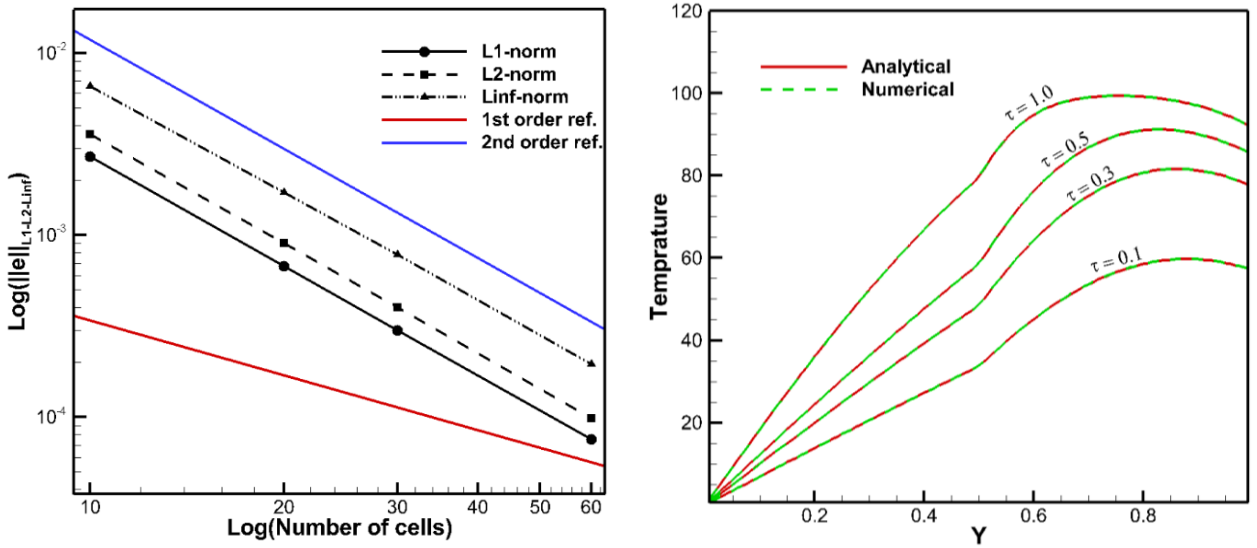 10-2
10-3
10-4
Log(||e||L1-L2-Linf)
L1-norm
L2-norm
Linf-norm
1st order ref.
2nd order ref.
10 20 30 40 50 60
Log(Number of cells)
120
100
80
60
40
20
Temprature
Analytical
Numerical
τ = 1.0
τ = 0.5
τ = 0.3
τ = 0.1
0.2 0.4 0.6 0.8
Y